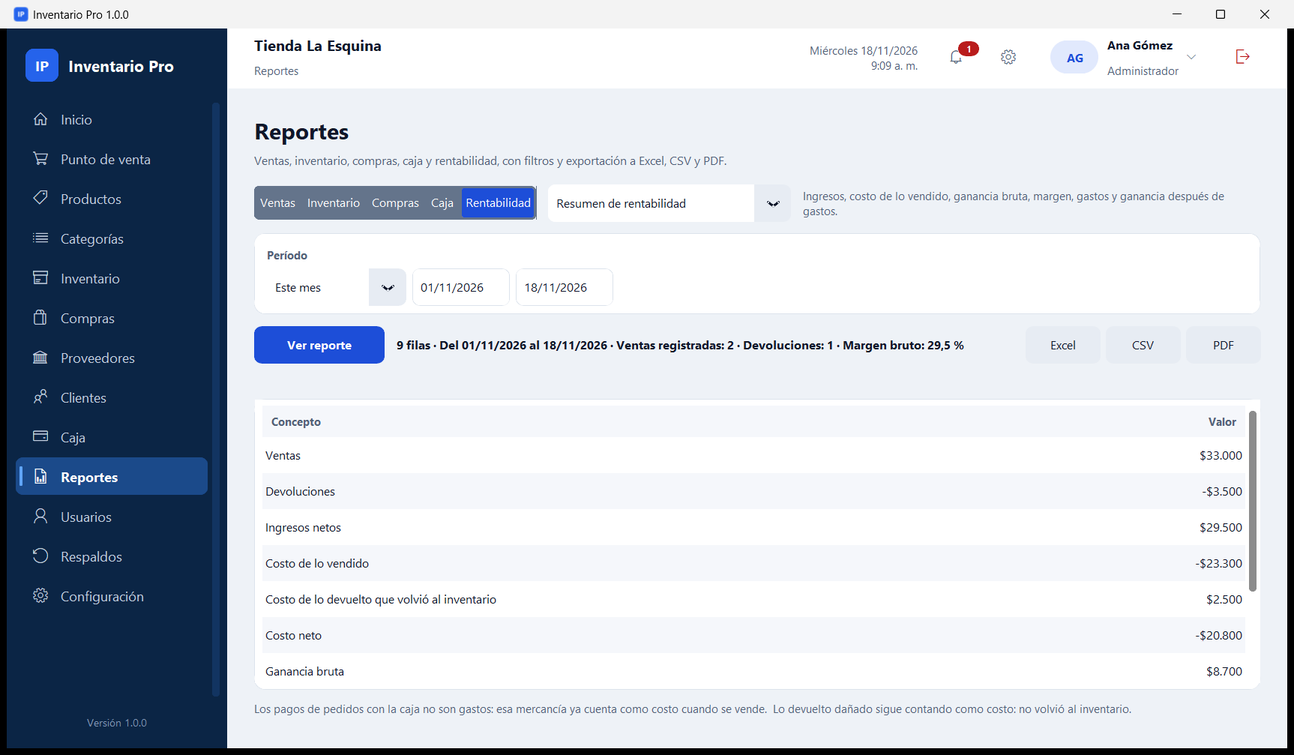 Inventario Pro 1.0.0
IP
Inventario Pro
Inicio
Punto de venta
Productos
Categorías
Inventario
Compras
Proveedores
Clientes
Caja
Reportes
Usuarios
Respaldos
Configuración
Versión 1.0.0
Tienda La Esquina
Reportes
Miércoles 18/11/2026
9:09 a. m.
1
AG
Ana Gómez
Administrador
Reportes
Ventas, inventario, compras, caja y rentabilidad, con filtros y exportación a Excel, CSV y PDF.
Ventas Inventario Compras Caja Rentabilidad
Resumen de rentabilidad
Ingresos, costo de lo vendido, ganancia bruta, margen, gastos y ganancia después de
gastos.
Período
Este mes 01/11/2026 18/11/2026
Ver reporte
9 filas · Del 01/11/2026 al 18/11/2026 · Ventas registradas: 2 · Devoluciones: 1 · Margen bruto: 29,5 %
Excel CSV PDF
Concepto Valor
Ventas $33.000
Devoluciones -$3.500
Ingresos netos $29.500
Costo de lo vendido -$23.300
Costo de lo devuelto que volvió al inventario $2.500
Costo neto -$20.800
Ganancia bruta $8.700
Los pagos de pedidos con la caja no son gastos: esa mercancía ya cuenta como costo cuando se vende. Lo devuelto dañado sigue contando como costo: no volvió al inventario.